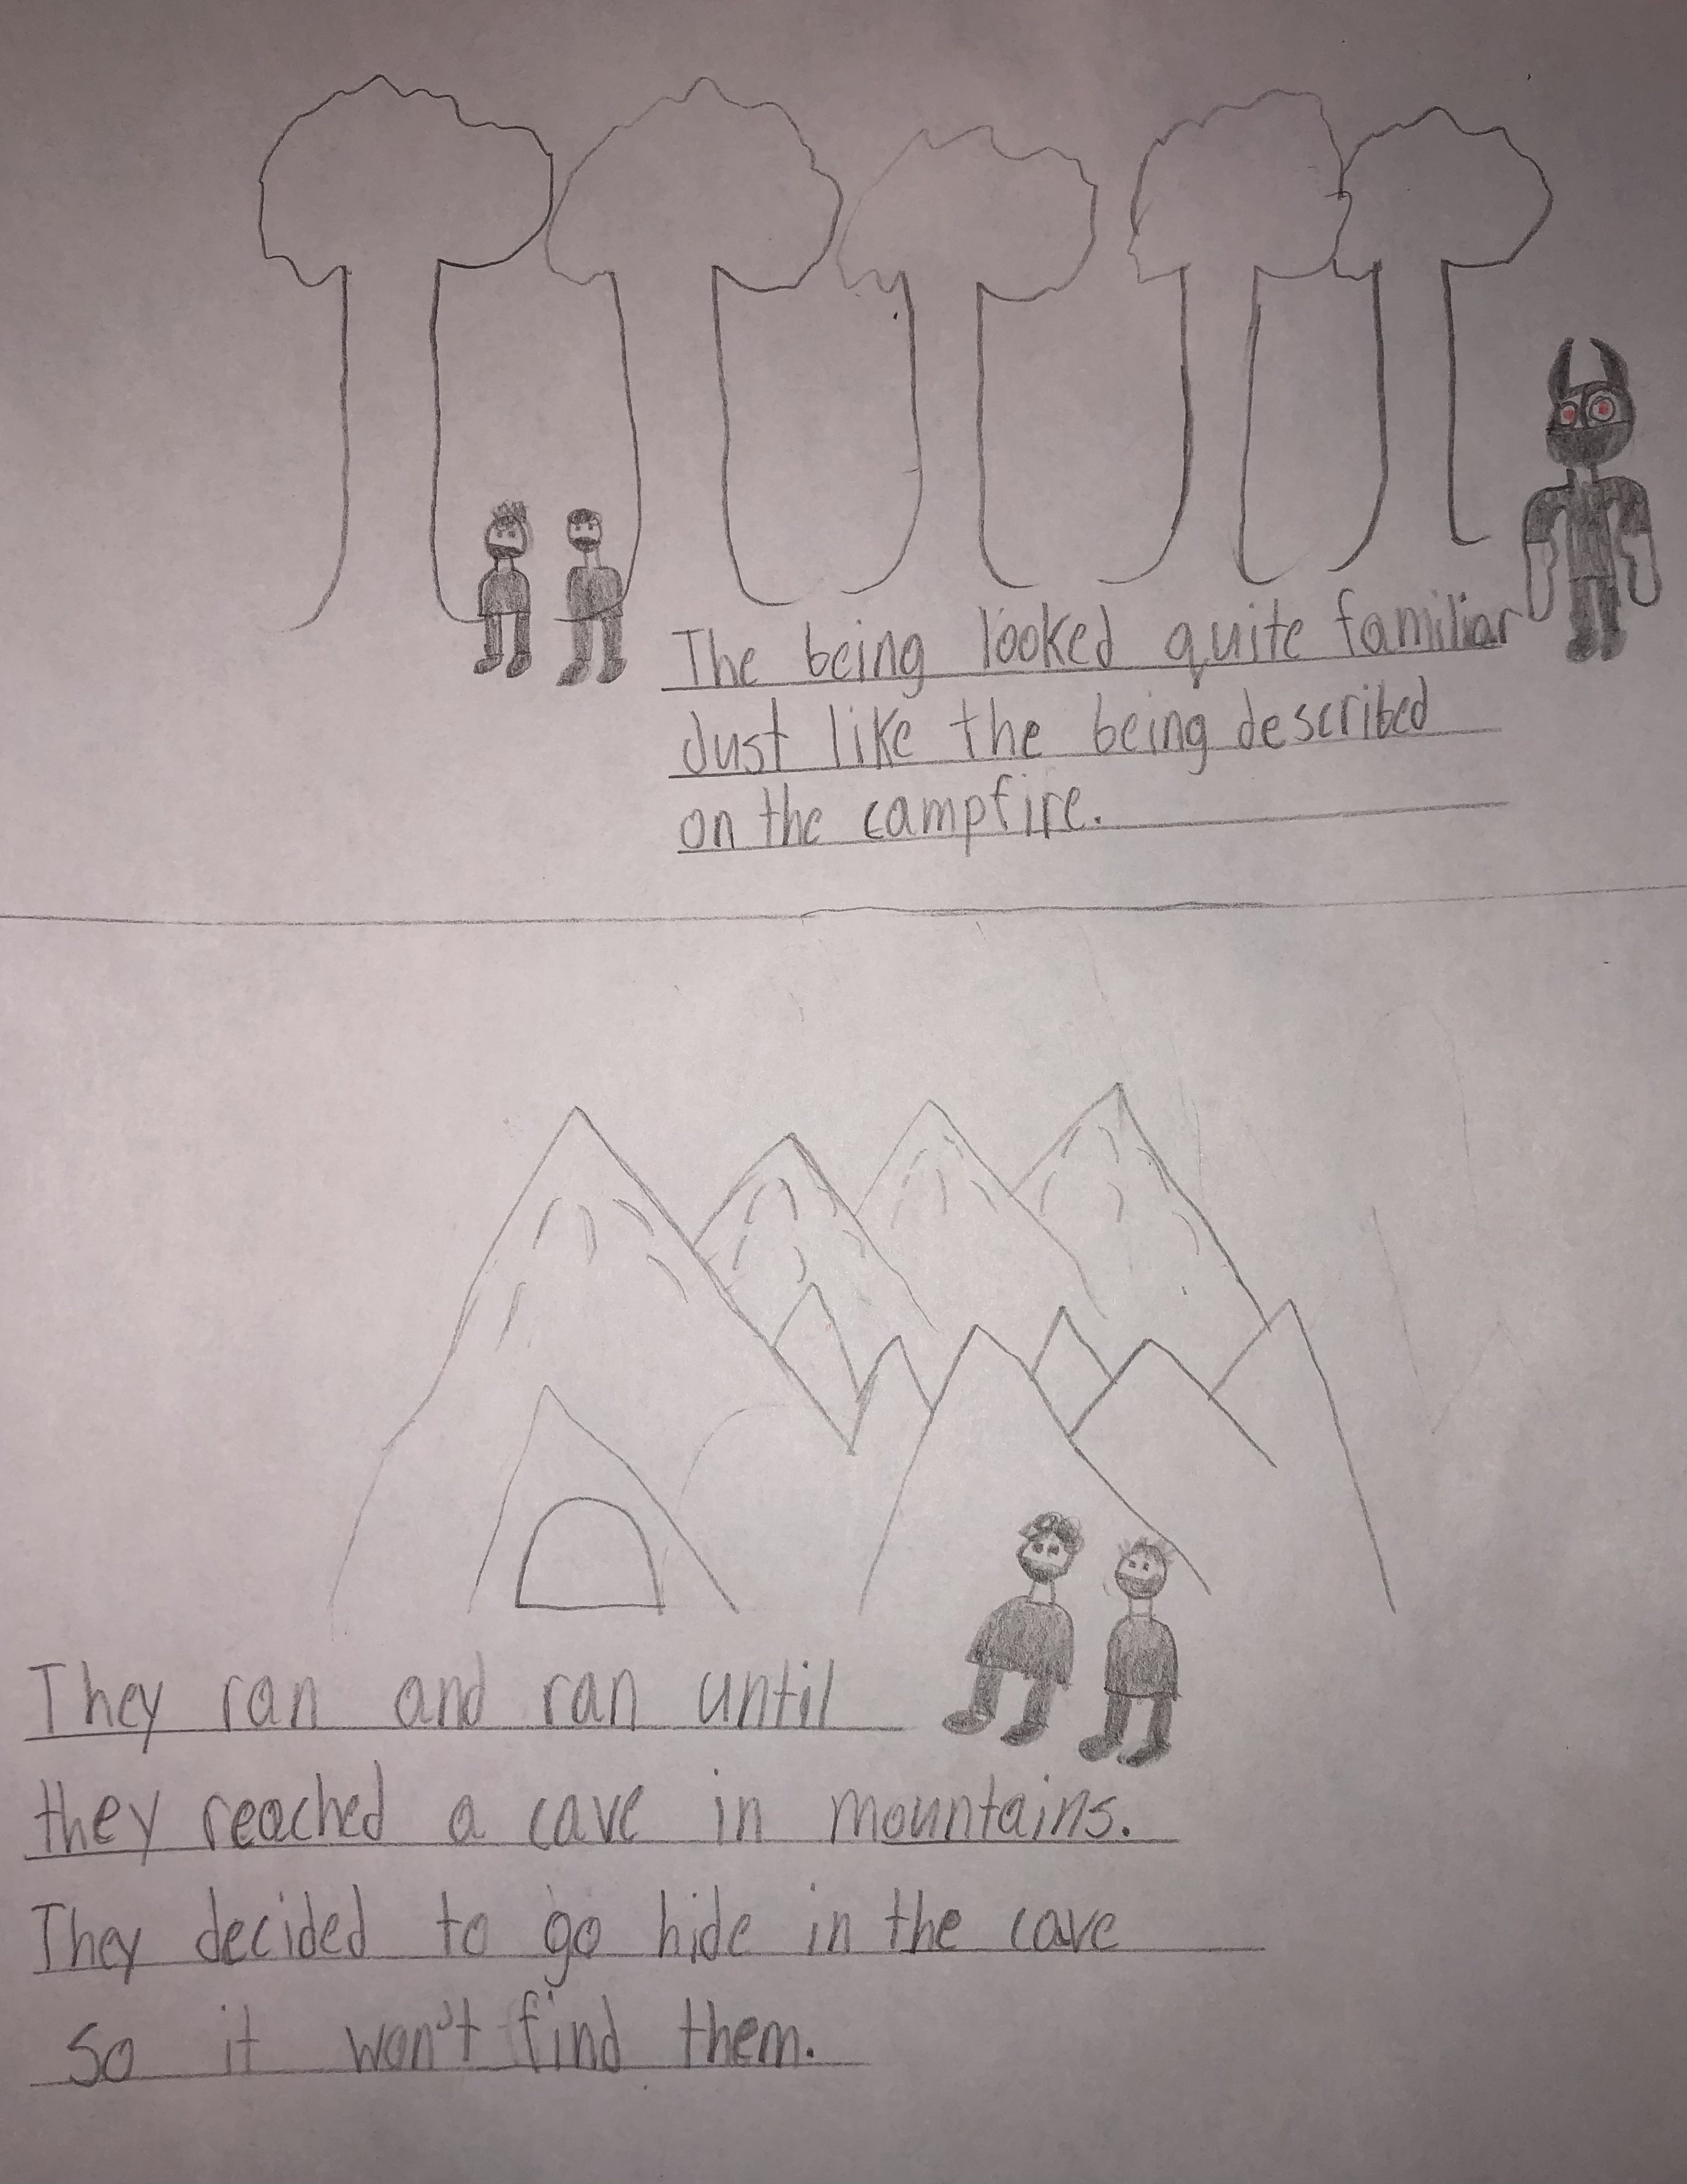 The being looked quite familiar
Just like the being described
on the campfire.
They ran and ran until
they reached a cave in mountains.
They decided to go hide in the cave
so it won't find them.